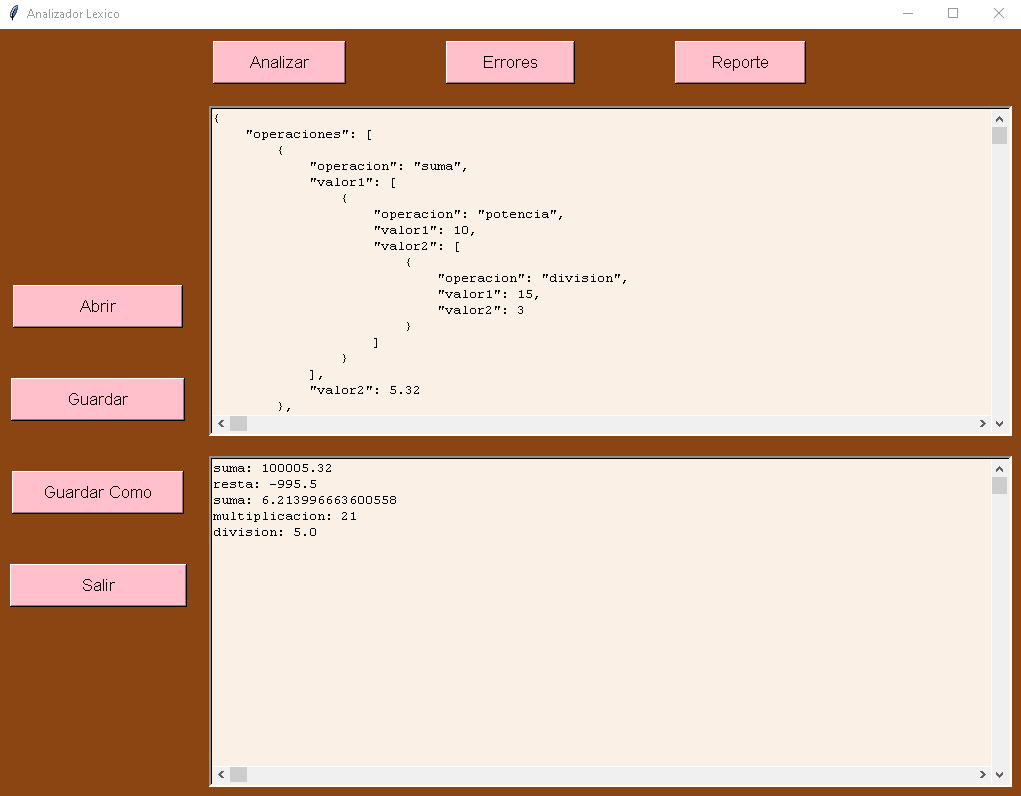 Analizador Lexico
Analizar Errores Reporte
{
    "operaciones": [
        {
            "operacion": "suma",
            "valor1": [
                {
                    "operacion": "potencia",
                    "valor1": 10,
                    "valor2": [
                        {
                            "operacion": "division",
                            "valor1": 15,
                            "valor2": 3
                        }
                    ]
                }
            ],
            "valor2": 5.32
        },
Abrir
Guardar
Guardar Como
Salir
suma: 100005.32
resta: -995.5
suma: 6.213996663600558
multiplicacion: 21
division: 5.0